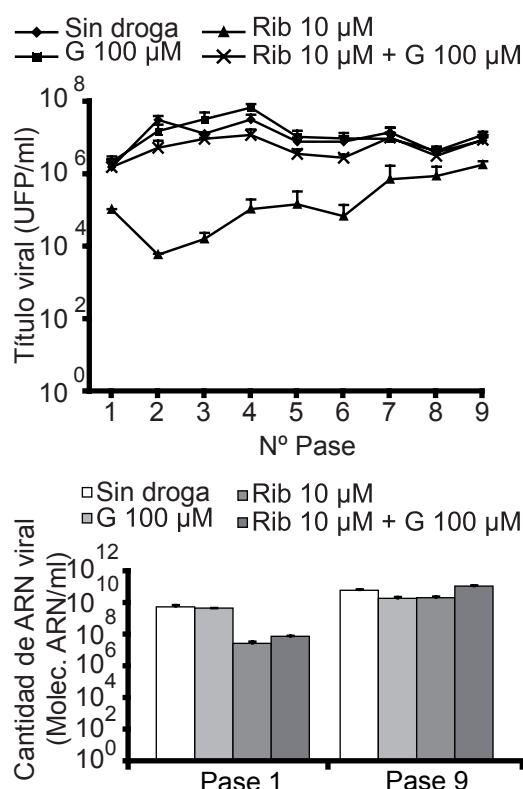 Sin droga
Rib 10 µM
G 100 µM
Rib 10 µM + G 100 µM
Título viral (UFP/ml)
10 8
10 6
10 4
10 2
10 0
1 2 3 4 5 6 7 8 9
Nº Pase
Sin droga
Rib 10 µM
G 100 µM
Rib 10 µM + G 100 µM
Cantidad de ARN viral
(Molec. ARN/ml)
10 12
10 10
10 8
10 6
10 4
10 2
10 0
Pase 1
Pase 9